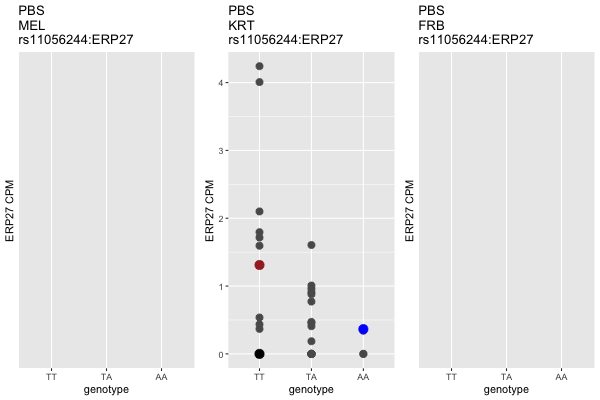 PBS
MEL
rs11056244:ERP27
ERP27 CPM
TT TA AA
genotype
PBS
KRT
rs11056244:ERP27
ERP27 CPM
4
3
2
1
0
TT TA AA
genotype
PBS
FRB
rs11056244:ERP27
ERP27 CPM
TT TA AA
genotype